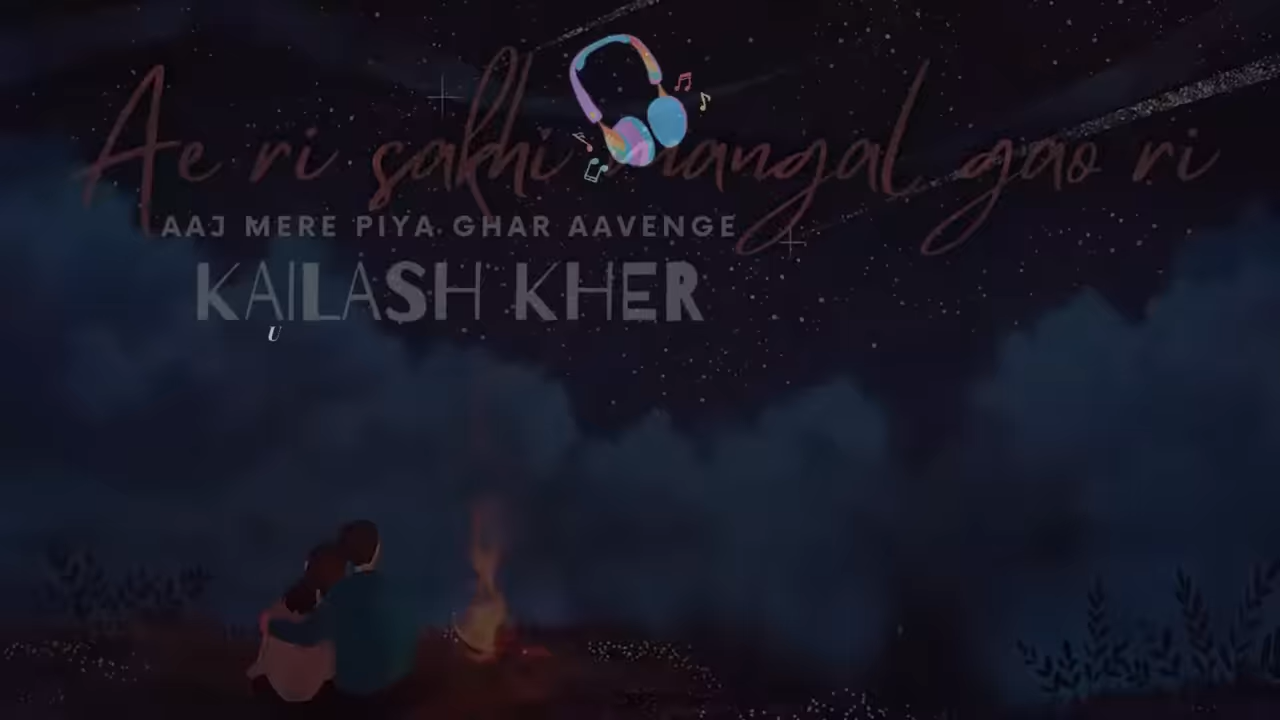 Ae ri sakhi mangal gao ri
AAJ MERE PIYA GHAR AAVENGE
KAILASH KHER
U